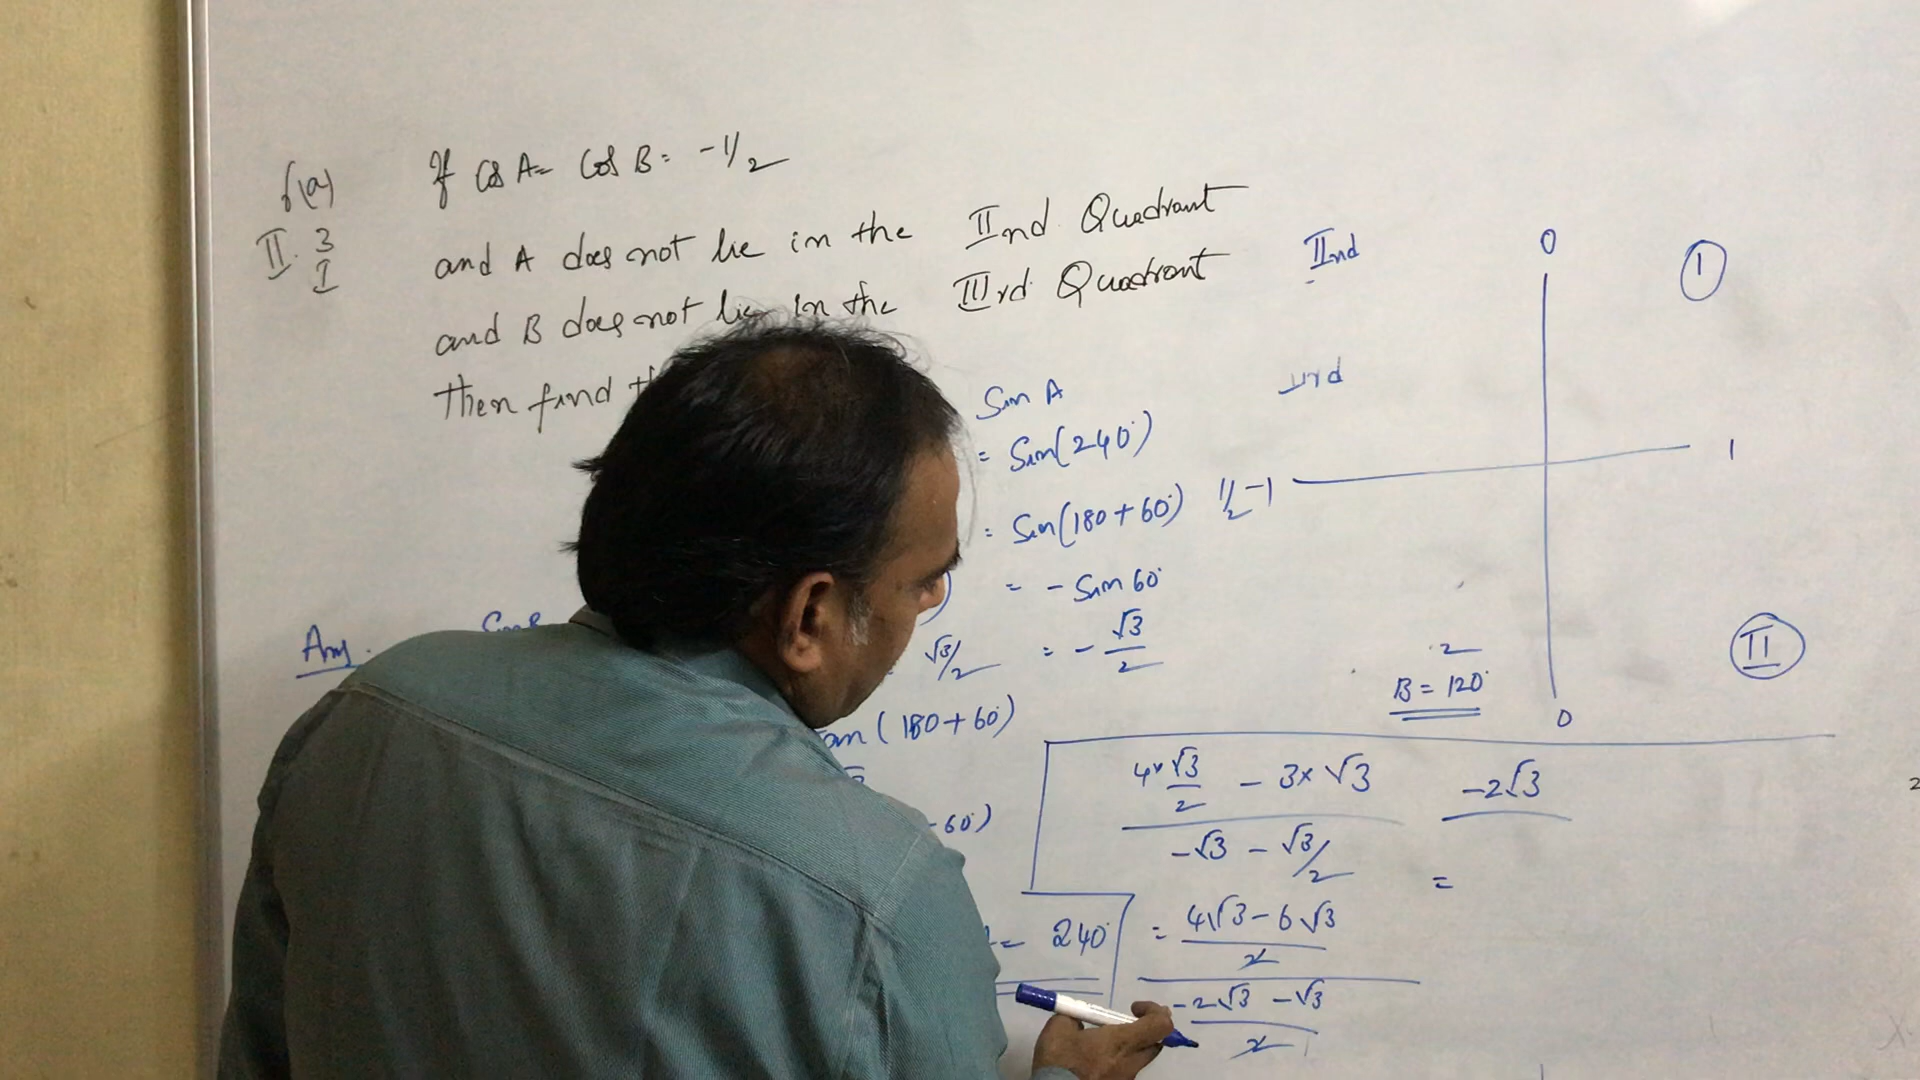 If Cos A = Cos B = -1/2
II. 3
I
and A does not lie in the IInd Quadrant
and B does not lie in the IIIrd Quadrant
Then find
IInd
0
I
1
Sin A
= Sin(240°)
= Sin(180+60°)
1/2 -1
= - Sin 60°
√3/2 = - √3/2
Ans.
II
B = 120°
0
(180+60°)
60°)
4×√3/2 - 3×√3
-√3 - √3/2
-2√3
=
= 240°
= 4√3 - 6√3
2
-2√3 - √3
2